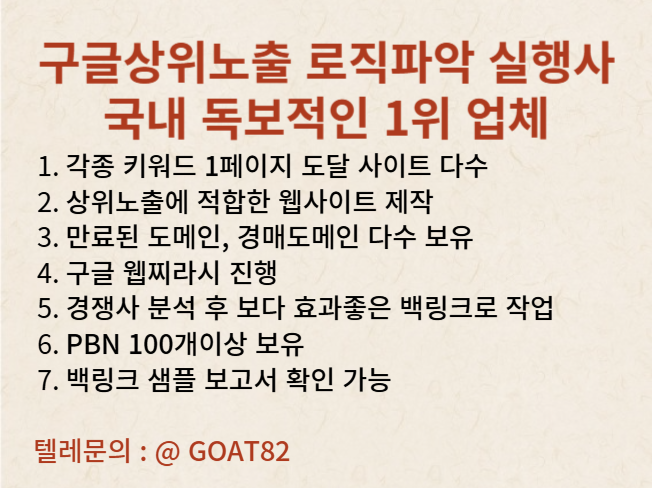 구글상위노출 로직파악 실행사
국내 독보적인 1위 업체
1. 각종 키워드 1페이지 도달 사이트 다수
2. 상위노출에 적합한 웹사이트 제작
3. 만료된 도메인, 경매도메인 다수 보유
4. 구글 웹찌라시 진행
5. 경쟁사 분석 후 보다 효과좋은 백링크로 작업
6. PBN 100개이상 보유
7. 백링크 샘플 보고서 확인 가능
텔레문의 : @ GOAT82